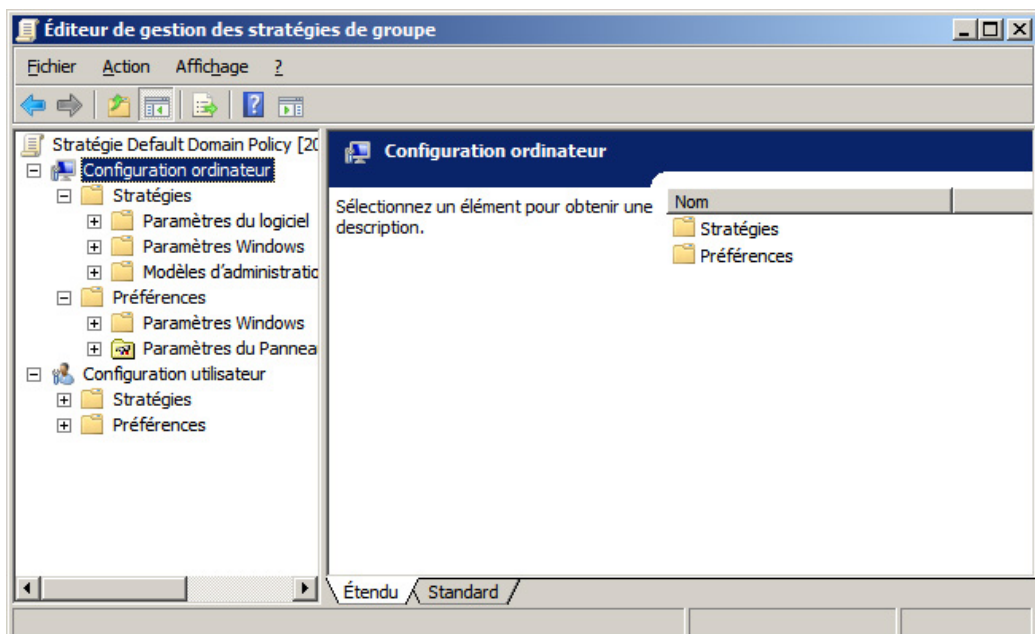 Éditeur de gestion des stratégies de groupe
Fichier Action Affichage ?
Stratégie Default Domain Policy [20
Configuration ordinateur
Stratégies
Paramètres du logiciel
Paramètres Windows
Modèles d'administratio
Préférences
Paramètres Windows
Paramètres du Pannea
Configuration utilisateur
Stratégies
Préférences
Configuration ordinateur
Sélectionnez un élément pour obtenir une
description.
Nom
Stratégies
Préférences
Étendu Standard